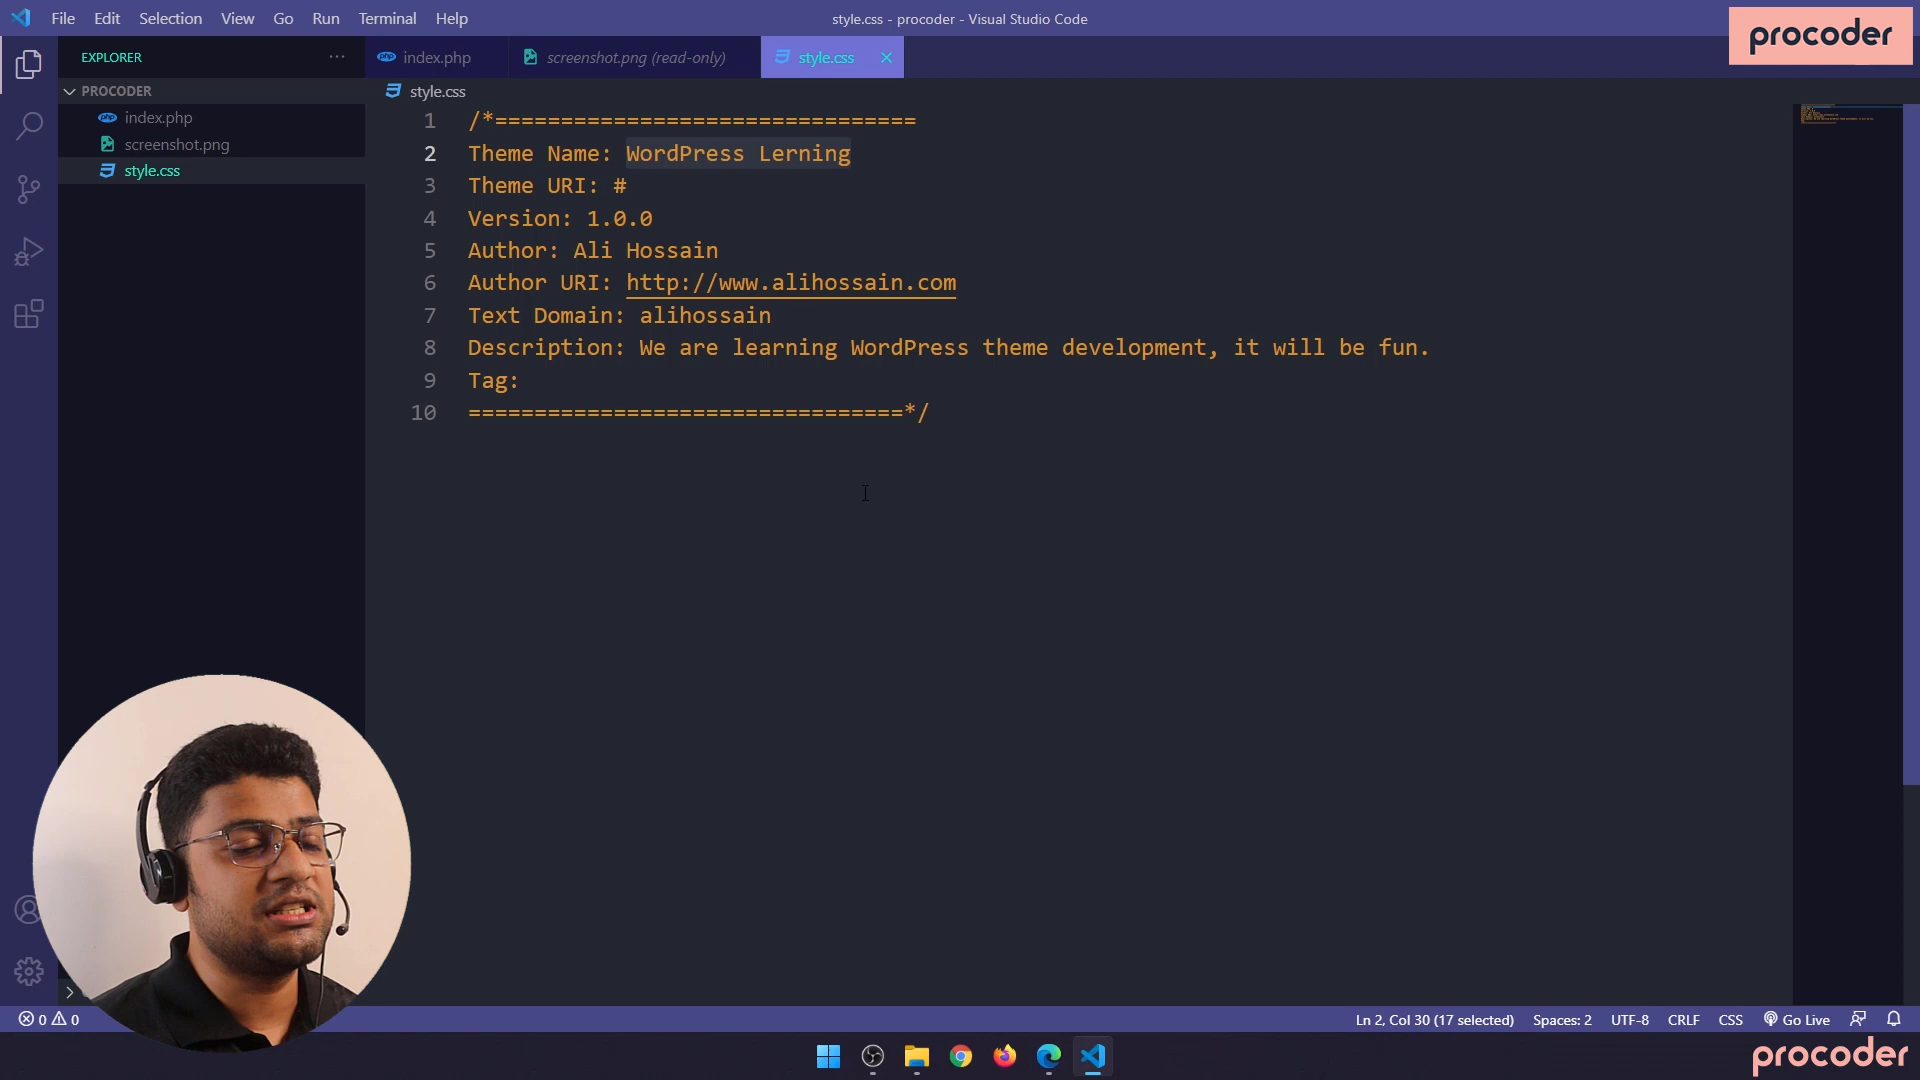 File Edit Selection View Go Run Terminal Help
style.css - procoder - Visual Studio Code
procoder
EXPLORER
index.php
screenshot.png (read-only)
style.css
PROCODER
index.php
screenshot.png
style.css
style.css
1 /*================================
2 Theme Name: WordPress Lerning
3 Theme URI: #
4 Version: 1.0.0
5 Author: Ali Hossain
6 Author URI: http://www.alihossain.com
7 Text Domain: alihossain
8 Description: We are learning WordPress theme development, it will be fun.
9 Tag:
10 =================================*/
0 0
Ln 2, Col 30 (17 selected) Spaces: 2 UTF-8 CRLF CSS Go Live
procoder